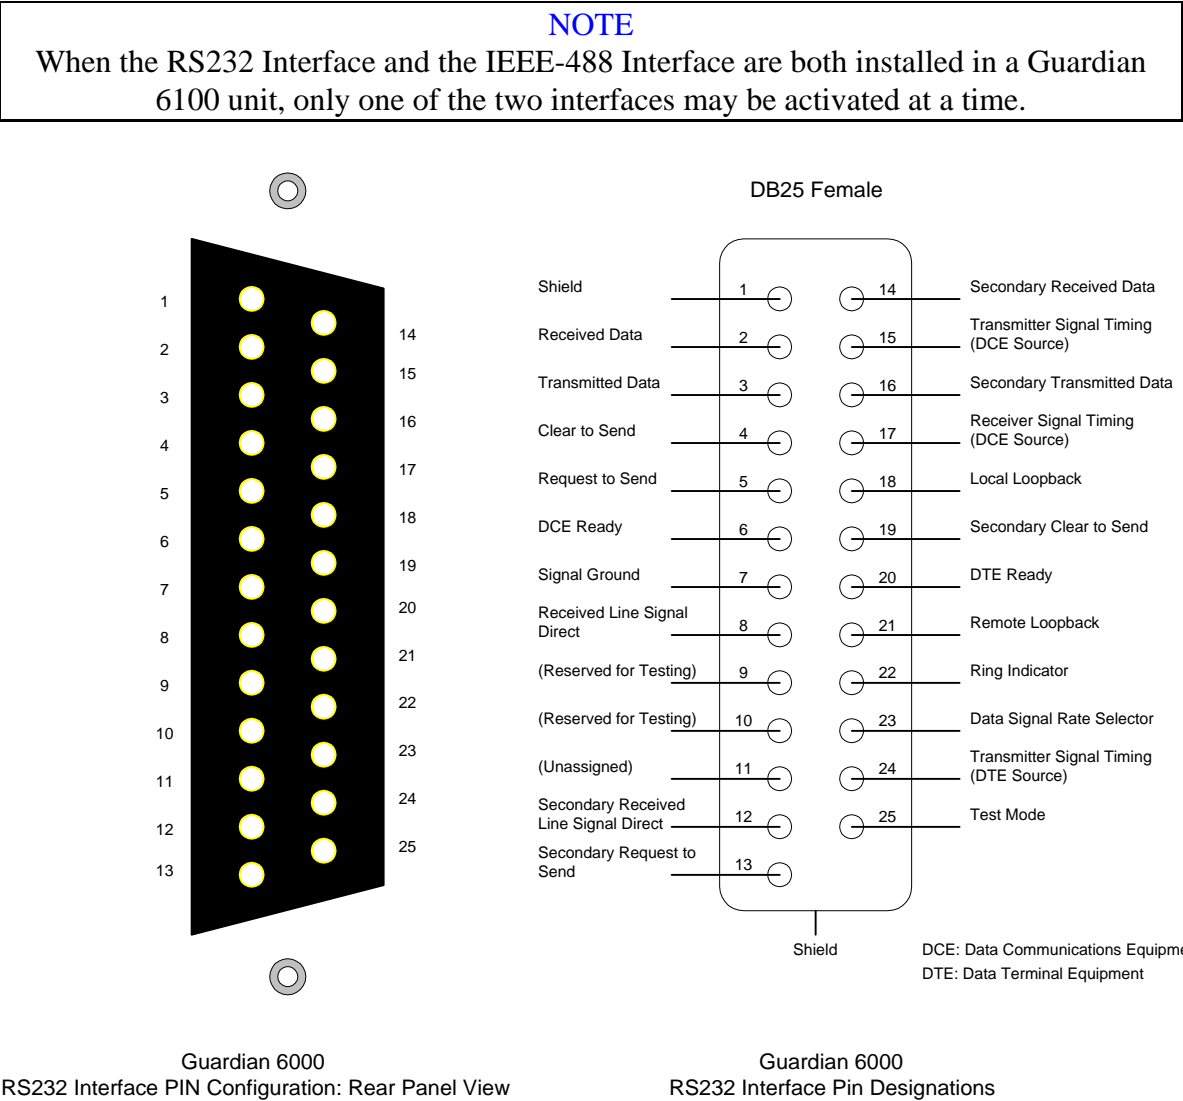 NOTE
When the RS232 Interface and the IEEE-488 Interface are both installed in a Guardian
6100 unit, only one of the two interfaces may be activated at a time.
1
2
3
4
5
6
7
8
9
10
11
12
13
14
15
16
17
18
19
20
21
22
23
24
25
DB25 Female
Shield
1
14
Secondary Received Data
Received Data
2
15
Transmitter Signal Timing
(DCE Source)
Transmitted Data
3
16
Secondary Transmitted Data
Clear to Send
4
17
Receiver Signal Timing
(DCE Source)
Request to Send
5
18
Local Loopback
DCE Ready
6
19
Secondary Clear to Send
Signal Ground
7
20
DTE Ready
Received Line Signal
Direct
8
21
Remote Loopback
(Reserved for Testing)
9
22
Ring Indicator
(Reserved for Testing)
10
23
Data Signal Rate Selector
(Unassigned)
11
24
Transmitter Signal Timing
(DTE Source)
Secondary Received
Line Signal Direct
12
25
Test Mode
Secondary Request to
Send
13
Shield
DCE: Data Communications Equipme
DTE: Data Terminal Equipment
Guardian 6000
RS232 Interface PIN Configuration: Rear Panel View
Guardian 6000
RS232 Interface Pin Designations